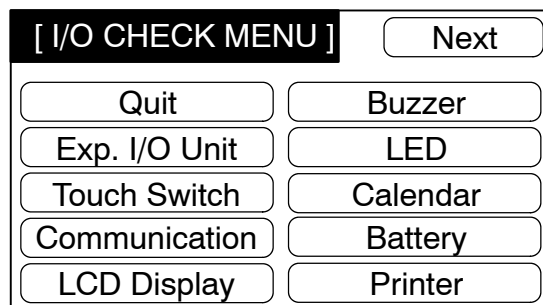 [ I/O CHECK MENU ] Next
Quit Buzzer
Exp. I/O Unit LED
Touch Switch Calendar
Communication Battery
LCD Display Printer